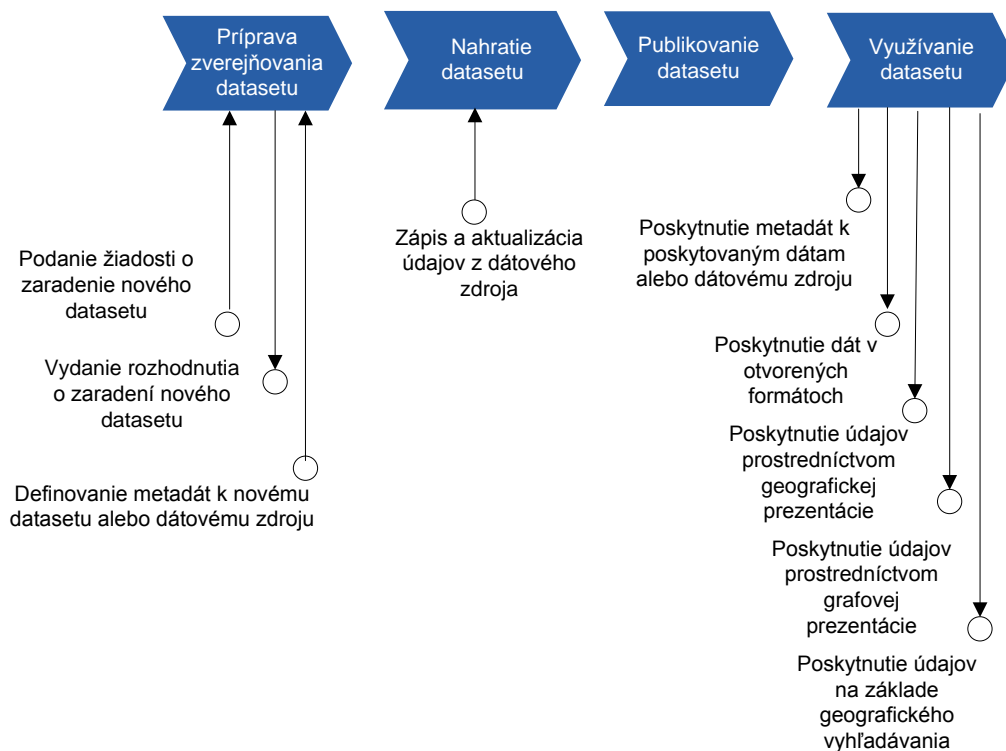 Príprava
zverejňovania
datasetu
Nahratie
datasetu
Publikovanie
datasetu
Využívanie
datasetu
Podanie žiadosti o
zaradenie nového
datasetu
Vydanie rozhodnutia
o zaradení nového
datasetu
Definovanie metadát k novému
datasetu alebo dátovému zdroju
Zápis a aktualizácia
údajov z dátového
zdroja
Poskytnutie metadát k
poskytovaným dátam
alebo dátovému zdroju
Poskytnutie dát v
otvorených
formátoch
Poskytnutie údajov
prostredníctvom
geografickej
prezentácie
Poskytnutie údajov
prostredníctvom
grafovej
prezentácie
Poskytnutie údajov
na základe
geografického
vyhľadávania